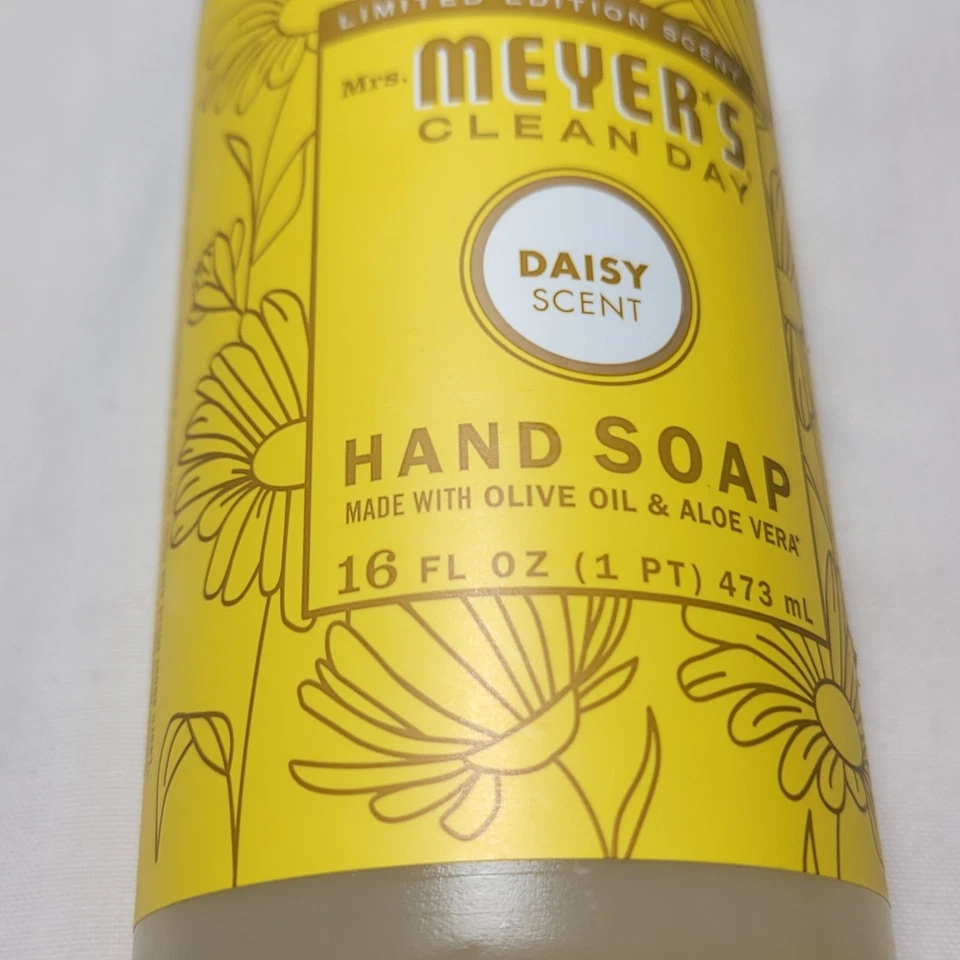 LIMITED EDITION SCENT
Mrs. MEYER'S
CLEAN DAY
DAISY
SCENT
HAND SOAP
MADE WITH OLIVE OIL & ALOE VERA*
16 FL OZ (1 PT) 473 mL